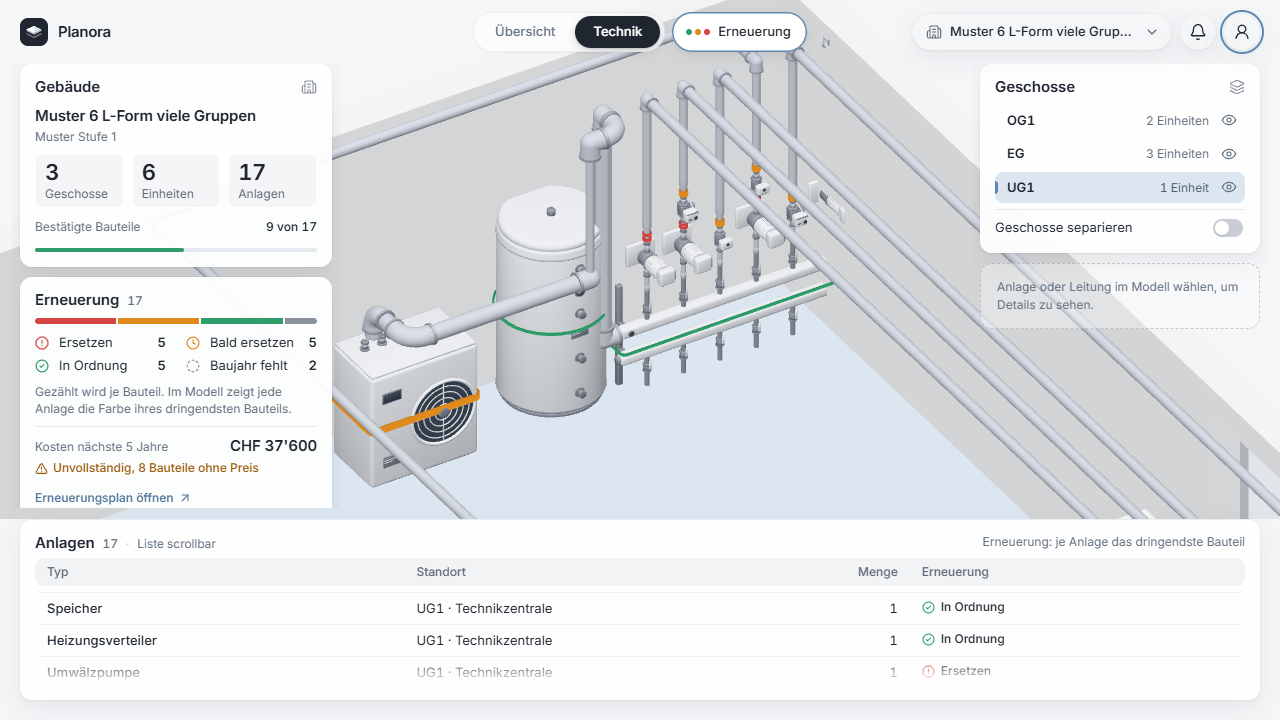 Planora
Übersicht
Technik
Erneuerung
Muster 6 L-Form viele Grup...
Gebäude
Muster 6 L-Form viele Gruppen
Muster Stufe 1
3
Geschosse
6
Einheiten
17
Anlagen
Bestätigte Bauteile
9 von 17
Erneuerung 17
Ersetzen 5
Bald ersetzen 5
In Ordnung 5
Baujahr fehlt 2
Gezählt wird je Bauteil. Im Modell zeigt jede
Anlage die Farbe ihres dringendsten Bauteils.
Kosten nächste 5 Jahre CHF 37'600
Unvollständig, 8 Bauteile ohne Preis
Erneuerungsplan öffnen
Geschosse
OG1 2 Einheiten
EG 3 Einheiten
UG1 1 Einheit
Geschosse separieren
Anlage oder Leitung im Modell wählen, um
Details zu sehen.
Anlagen 17 · Liste scrollbar
Erneuerung: je Anlage das dringendste Bauteil
Typ Standort Menge Erneuerung
Speicher UG1 · Technikzentrale 1 In Ordnung
Heizungsverteiler UG1 · Technikzentrale 1 In Ordnung
Umwälzpumpe UG1 · Technikzentrale 1 Ersetzen